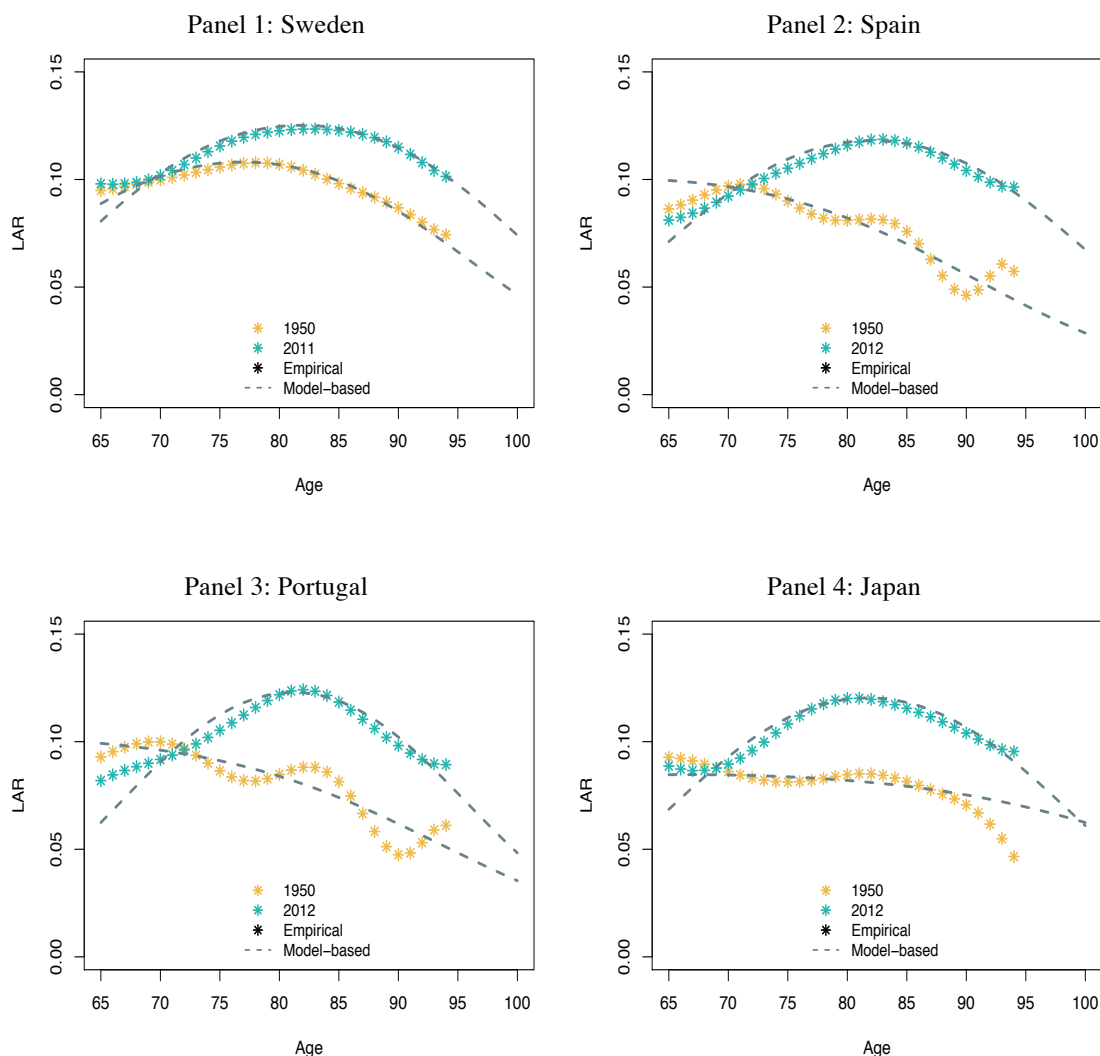 Panel 1: Sweden
LAR
0.00 0.05 0.10 0.15
1950
2011
Empirical
Model−based
65 70 75 80 85 90 95 100
Age
Panel 2: Spain
LAR
0.00 0.05 0.10 0.15
1950
2012
Empirical
Model−based
65 70 75 80 85 90 95 100
Age
Panel 3: Portugal
LAR
0.00 0.05 0.10 0.15
1950
2012
Empirical
Model−based
65 70 75 80 85 90 95 100
Age
Panel 4: Japan
LAR
0.00 0.05 0.10 0.15
1950
2012
Empirical
Model−based
65 70 75 80 85 90 95 100
Age